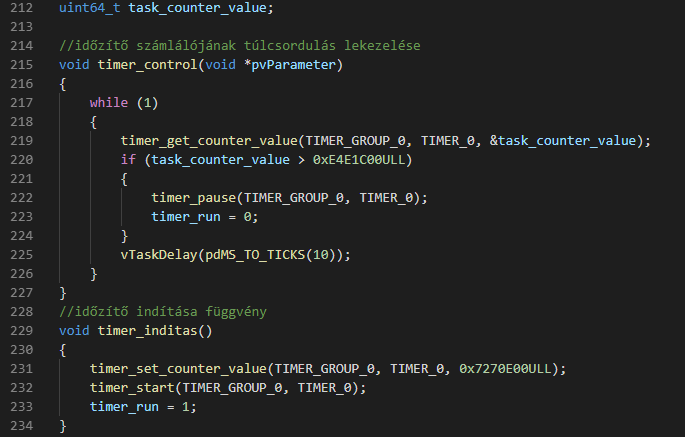 212 uint64_t task_counter_value;
213
214 //időzítő számlálójának túlcsordulás lekezelése
215 void timer_control(void *pvParameter)
216 {
217     while (1)
218     {
219         timer_get_counter_value(TIMER_GROUP_0, TIMER_0, &task_counter_value);
220         if (task_counter_value > 0xE4E1C00ULL)
221         {
222             timer_pause(TIMER_GROUP_0, TIMER_0);
223             timer_run = 0;
224         }
225         vTaskDelay(pdMS_TO_TICKS(10));
226     }
227 }
228 //időzítő indítása függvény
229 void timer_inditas()
230 {
231     timer_set_counter_value(TIMER_GROUP_0, TIMER_0, 0x7270E00ULL);
232     timer_start(TIMER_GROUP_0, TIMER_0);
233     timer_run = 1;
234 }